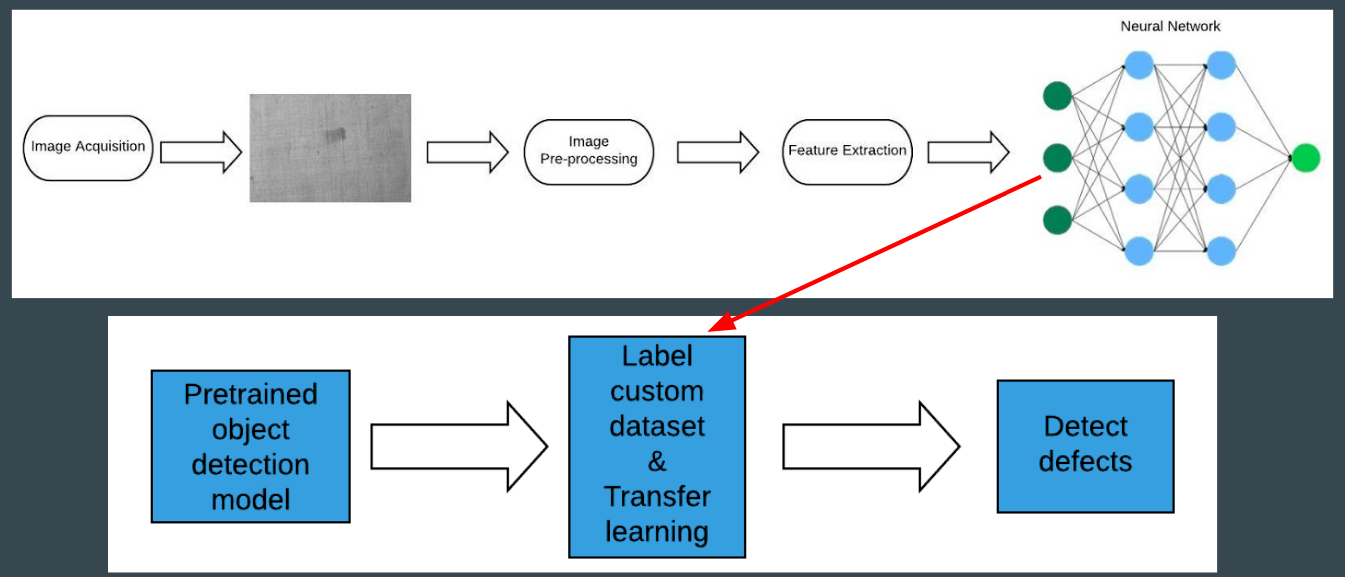 Neural Network
Image Acquisition
Image
Pre-processing
Feature Extraction
Pretrained
object
detection
model
Label
custom
dataset
&
Transfer
learning
Detect
defects